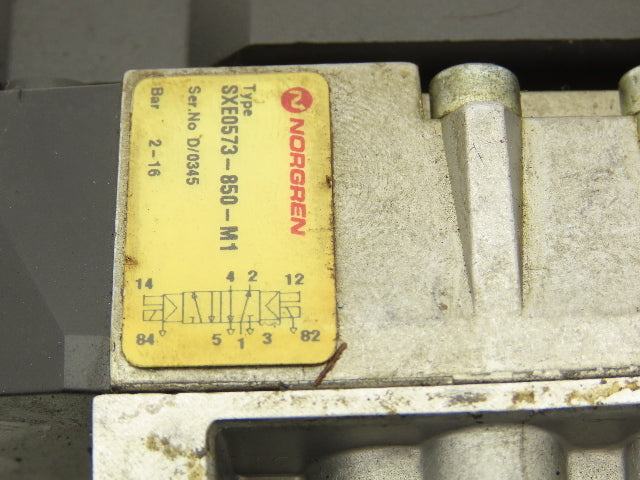 NORGREN
Type
SXE0573-850-M1
Ser.No D/0345
Bar 2-16
14 4 2 12
84 5 1 3 82